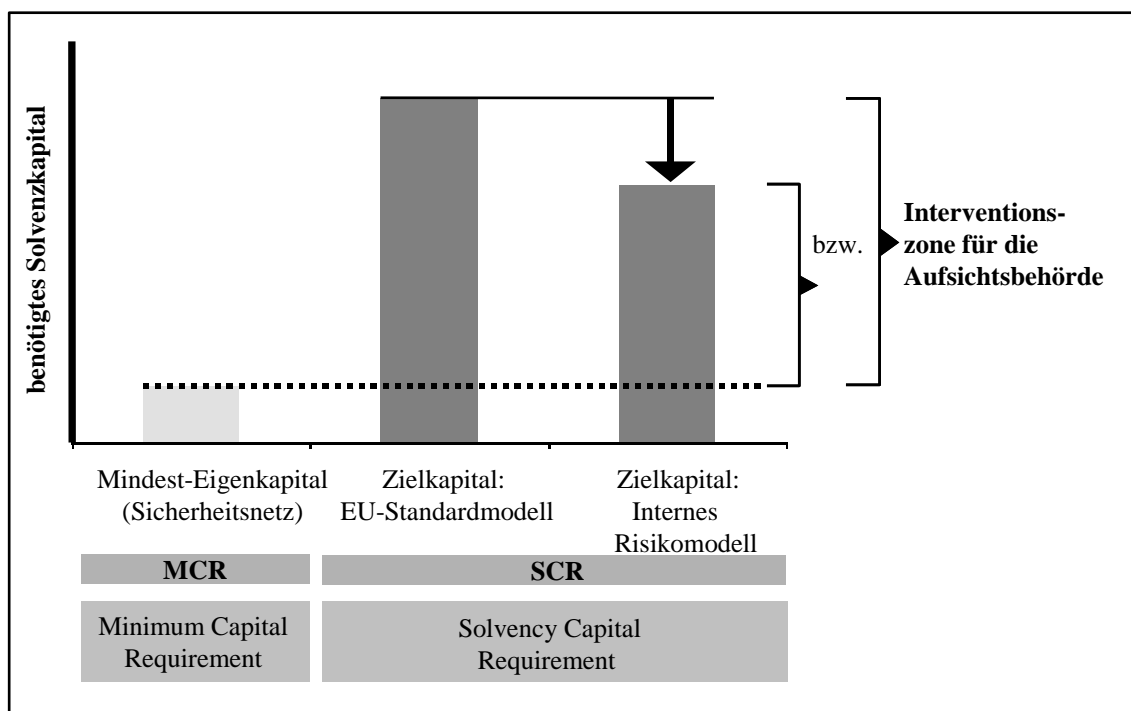 benötigtes Solvenzkapital
bzw.
Interventions-
zone für die
Aufsichtsbehörde
Mindest-Eigenkapital
(Sicherheitsnetz)
Zielkapital:
EU-Standardmodell
Zielkapital:
Internes
Risikomodell
MCR
SCR
Minimum Capital
Requirement
Solvency Capital
Requirement